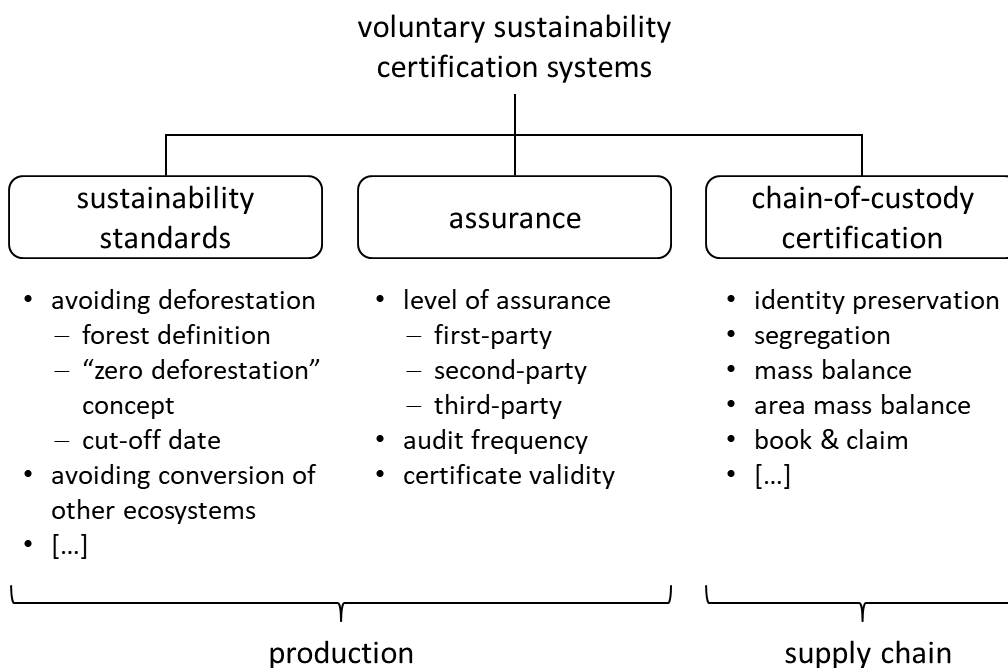 voluntary sustainability
certification systems
sustainability
standards
assurance
chain-of-custody
certification
• avoiding deforestation
– forest definition
– “zero deforestation”
concept
– cut-off date
• avoiding conversion of
other ecosystems
• [...]
• level of assurance
– first-party
– second-party
– third-party
• audit frequency
• certificate validity
• identity preservation
• segregation
• mass balance
• area mass balance
• book & claim
• [...]
production
supply chain